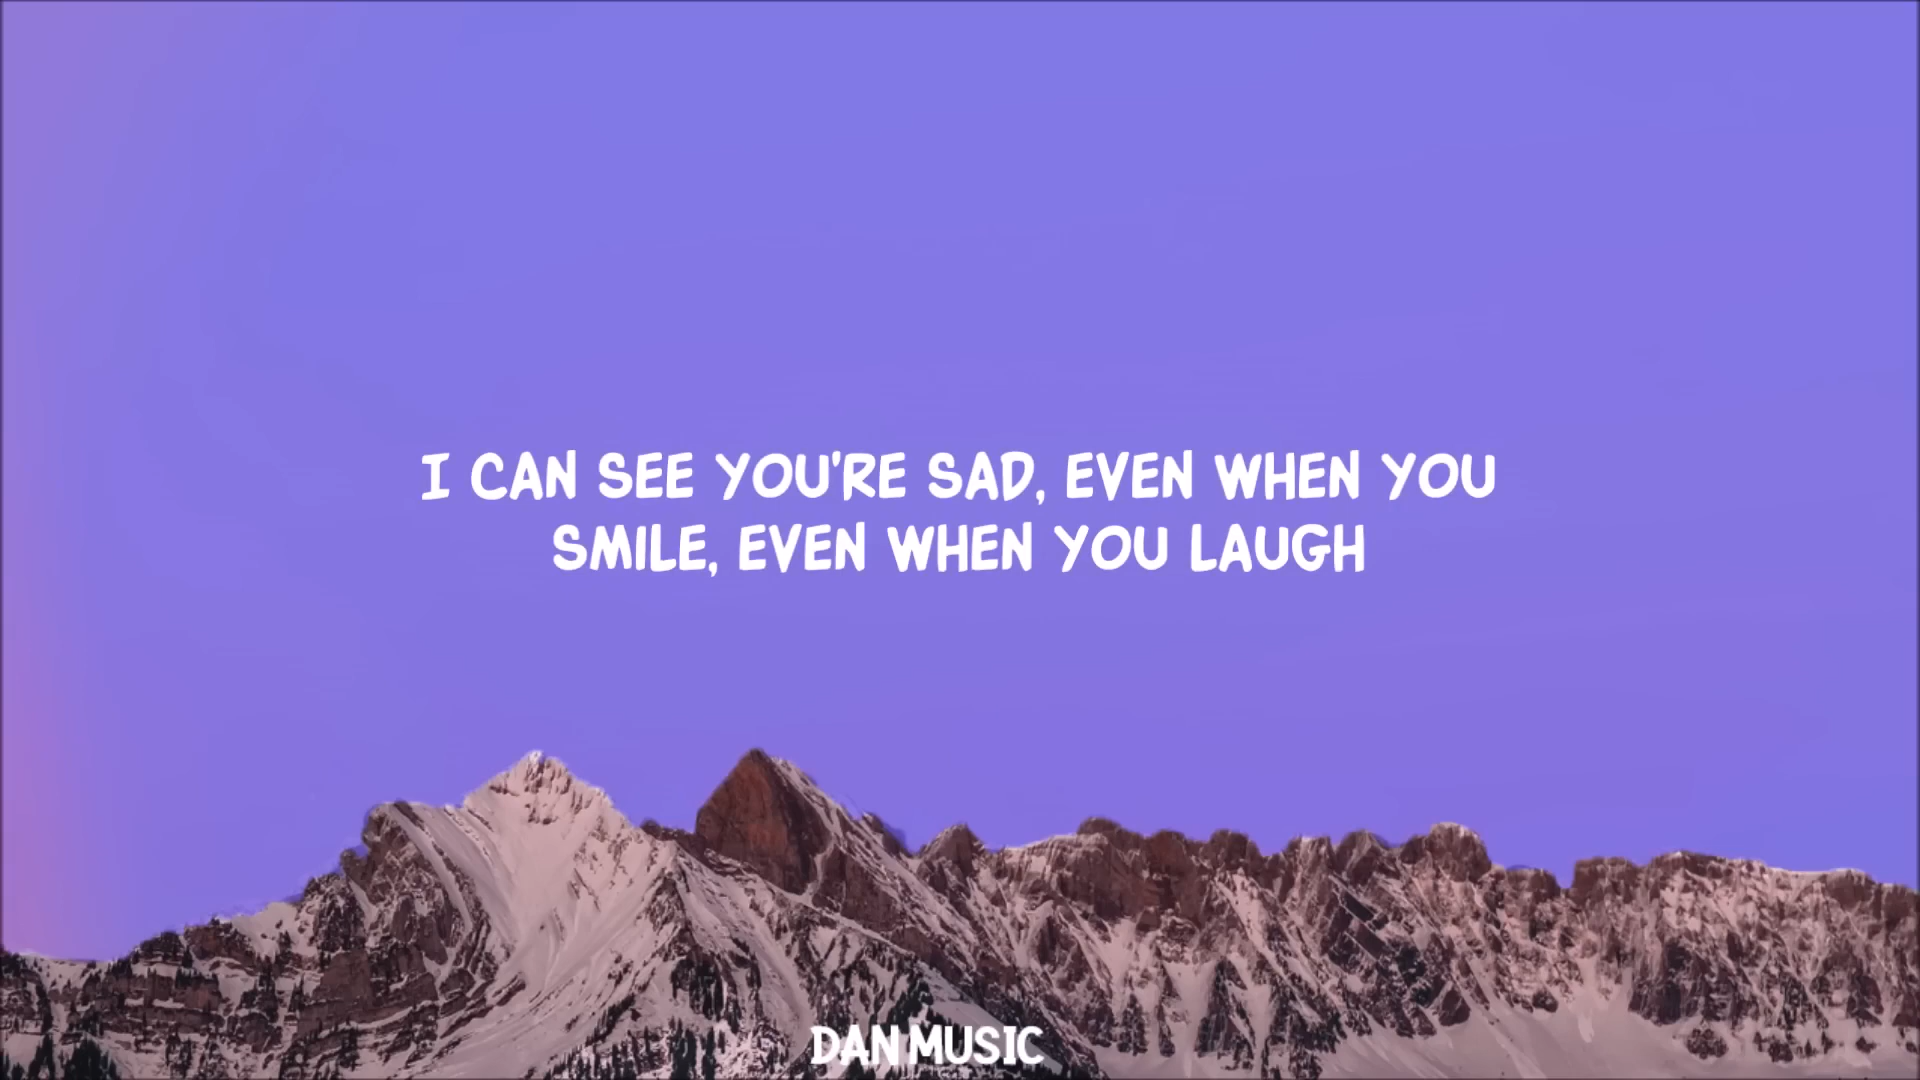 I CAN SEE YOU'RE SAD, EVEN WHEN YOU
SMILE, EVEN WHEN YOU LAUGH
DAN MUSIC